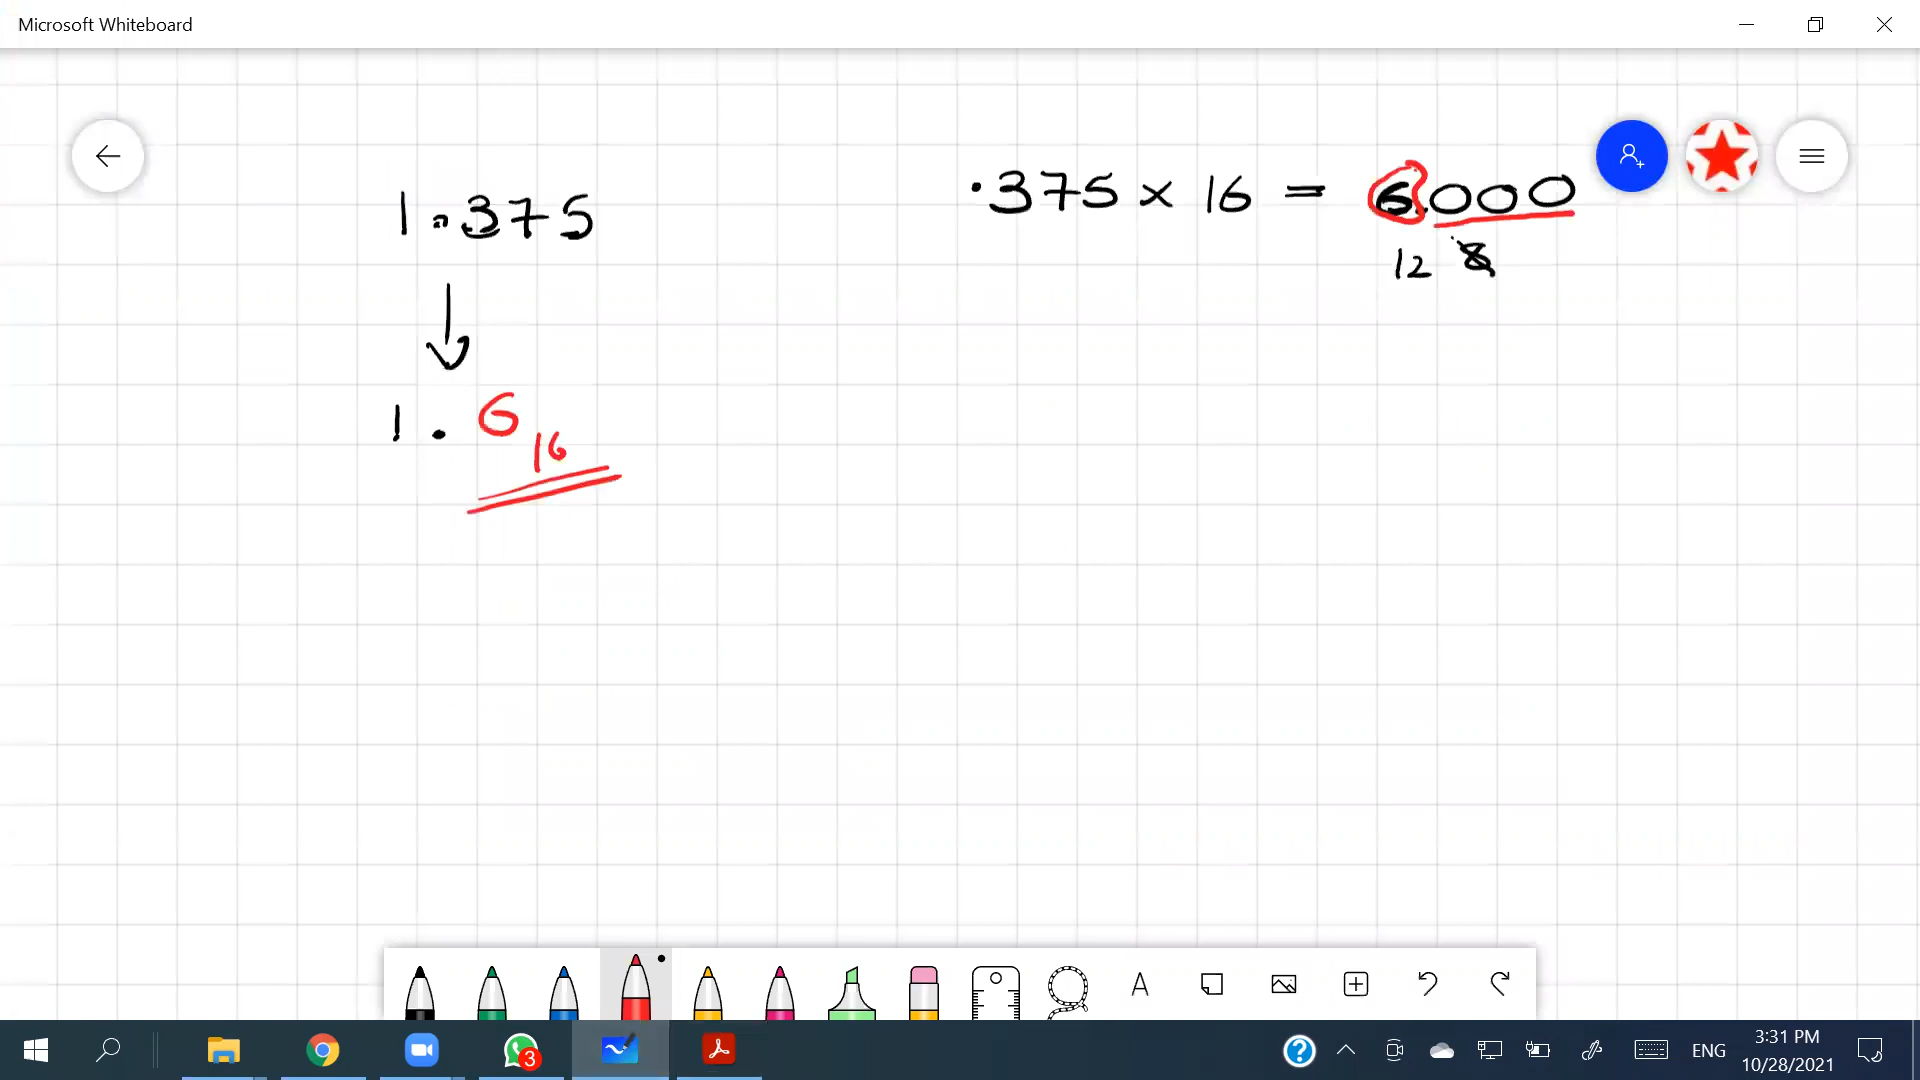 Microsoft Whiteboard
1.375
.375 × 16 = 6.000
12
1.6 16
A
3
ENG
3:31 PM
10/28/2021